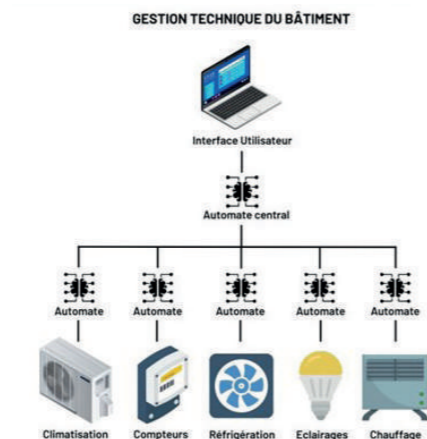 GESTION TECHNIQUE DU BÂTIMENT
Interface Utilisateur
Automate central
Automate Automate Automate Automate Automate
Climatisation Compteurs Réfrigération Eclairages Chauffage